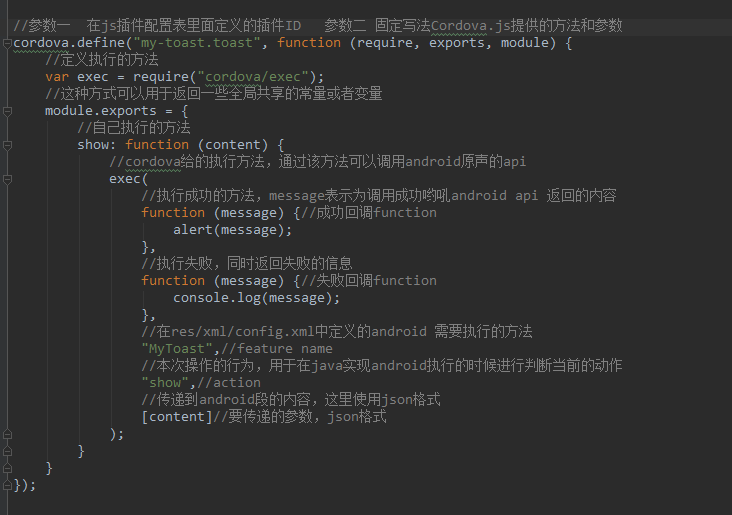 //参数一  在js插件配置表里面定义的插件ID   参数二 固定写法Cordova.js提供的方法和参数
cordova.define("my-toast.toast", function (require, exports, module) {
    //定义执行的方法
    var exec = require("cordova/exec");
    //这种方式可以用于返回一些全局共享的常量或者变量
    module.exports = {
        //自己执行的方法
        show: function (content) {
            //cordova给的执行方法，通过该方法可以调用android原声的api
            exec(
                //执行成功的方法，message表示为调用成功哟吼android api 返回的内容
                function (message) {//成功回调function
                    alert(message);
                },
                //执行失败，同时返回失败的信息
                function (message) {//失败回调function
                    console.log(message);
                },
                //在res/xml/config.xml中定义的android 需要执行的方法
                "MyToast",//feature name
                //本次操作的行为，用于在java实现android执行的时候进行判断当前的动作
                "show",//action
                //传递到android段的内容，这里使用json格式
                [content]//要传递的参数，json格式
            );
        }
    }
});